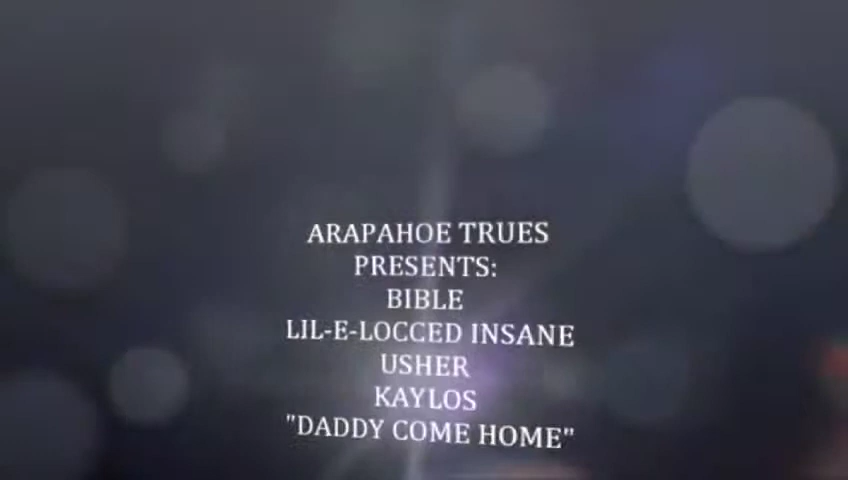 ARAPAHOE TRUES
PRESENTS:
BIBLE
LIL-E-LOCCED INSANE
USHER
KAYLOS
"DADDY COME HOME"